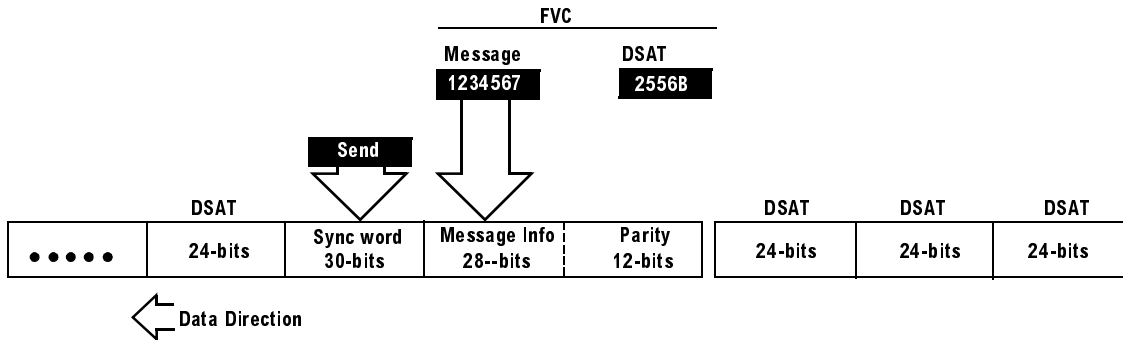 FVC
Message DSAT
1234567 2556B
Send
DSAT DSAT DSAT DSAT
Sync word Message Info Parity
24-bits 30-bits 28--bits 12-bits 24-bits 24-bits 24-bits
Data Direction